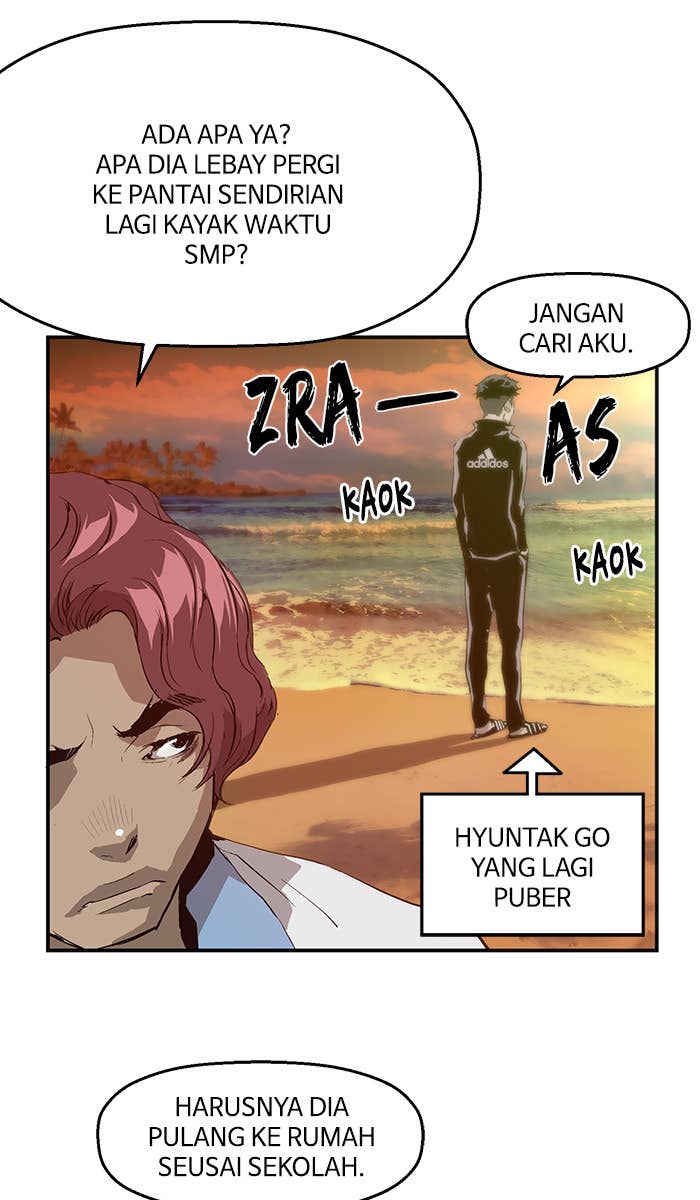 ADA APA YA?
APA DIA LEBAY PERGI
KE PANTAI SENDIRIAN
LAGI KAYAK WAKTU
SMP?
JANGAN
CARI AKU.
ZRA — AS
addidos
KAOK
KAOK
HYUNTAK GO
YANG LAGI
PUBER
HARUSNYA DIA
PULANG KE RUMAH
SEUSAI SEKOLAH.